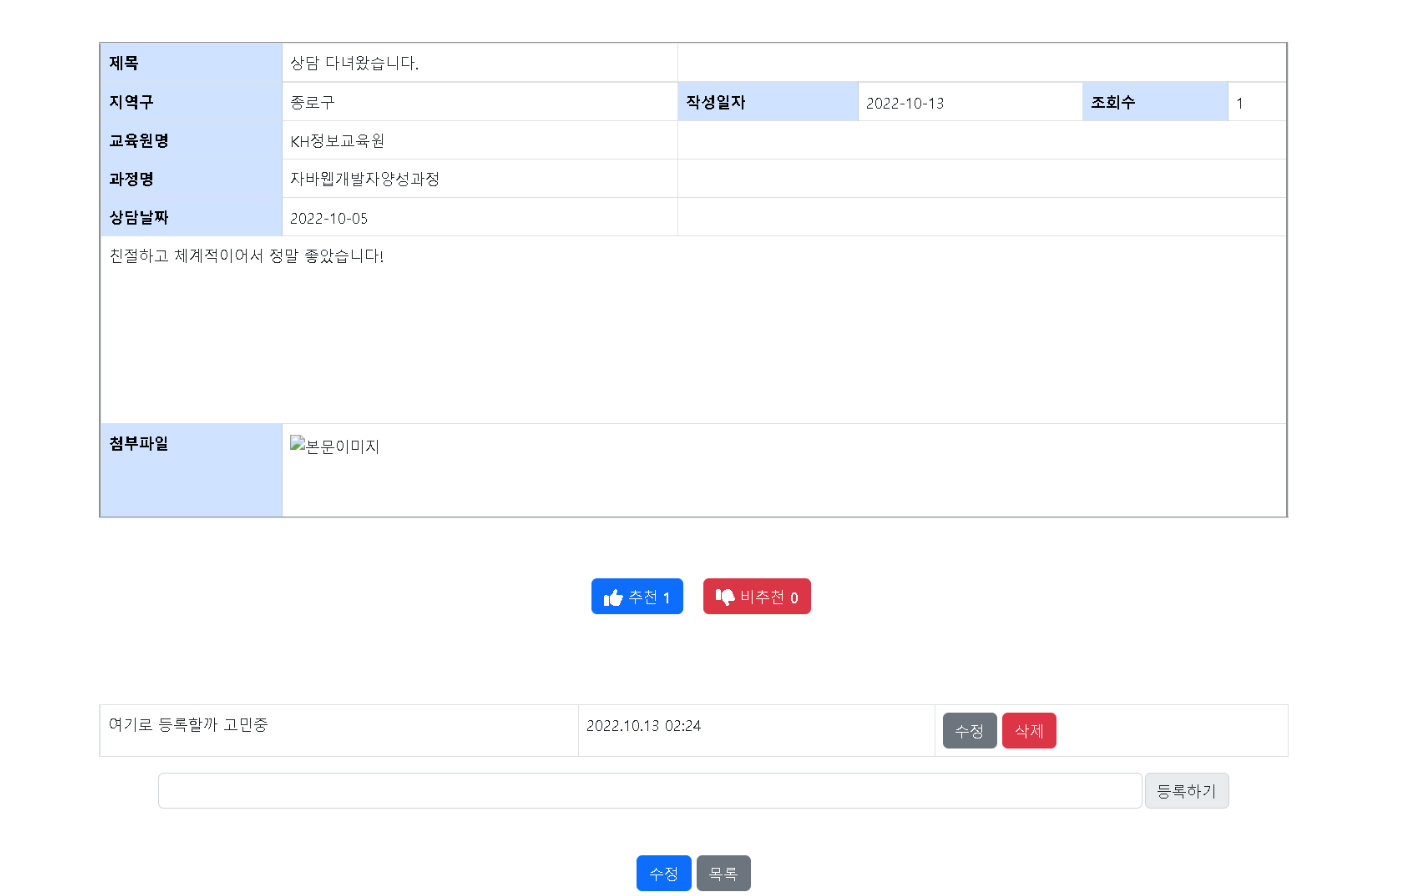 제목 상담 다녀왔습니다.
지역구 종로구 작성일자 2022-10-13 조회수 1
교육원명 KH정보교육원
과정명 자바웹개발자양성과정
상담날짜 2022-10-05
친절하고 체계적이어서 정말 좋았습니다!
첨부파일 본문이미지
추천 1 비추천 0
여기로 등록할까 고민중 2022.10.13 02:24 수정 삭제
등록하기
수정 목록